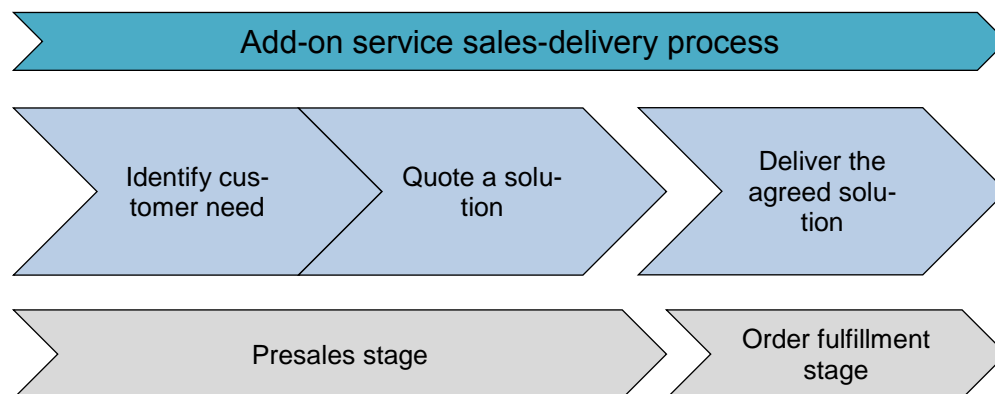 Add-on service sales-delivery process
Identify cus-
tomer need
Quote a solu-
tion
Deliver the
agreed solu-
tion
Presales stage
Order fulfillment
stage